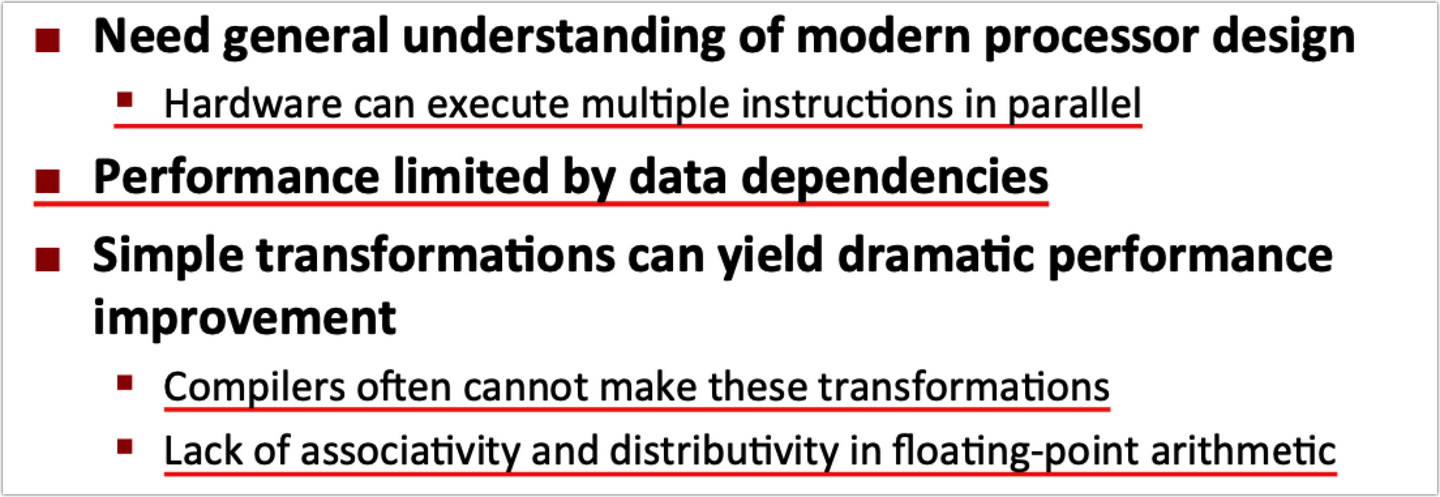 Need general understanding of modern processor design
Hardware can execute multiple instructions in parallel
Performance limited by data dependencies
Simple transformations can yield dramatic performance
improvement
Compilers often cannot make these transformations
Lack of associativity and distributivity in floating-point arithmetic